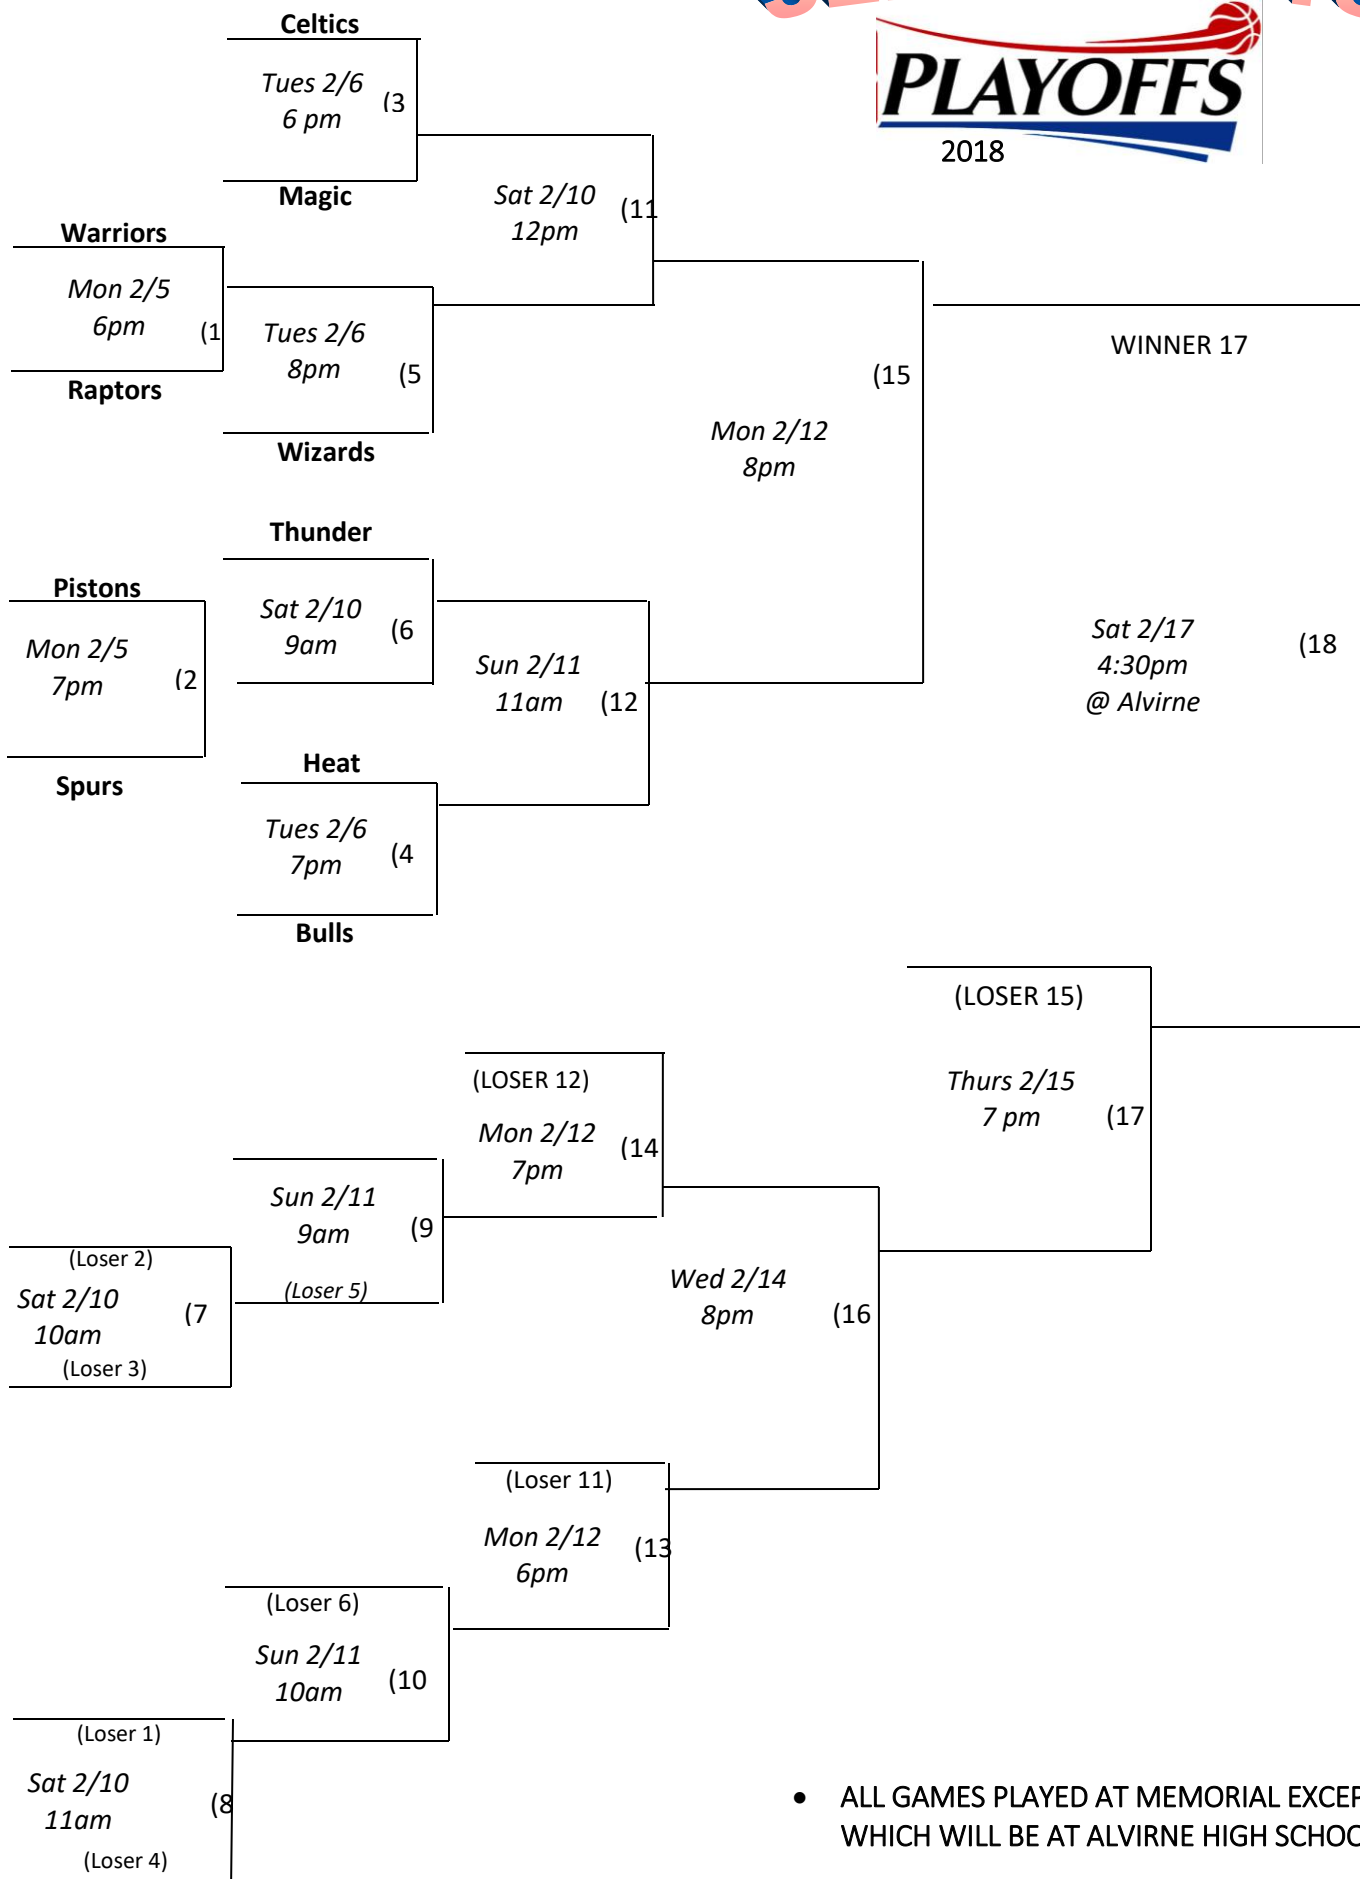 Celtics
PLAYOFFS
2018
Tues 2/6
6 pm
(3
Magic
Sat 2/10
12pm
(11
Warriors
Mon 2/5
6pm
(1
Raptors
Tues 2/6
8pm
(5
Wizards
WINNER 17
(15
Mon 2/12
8pm
Thunder
Pistons
Sat 2/10
9am
(6
Mon 2/5
7pm
(2
Spurs
Sun 2/11
11am
(12
Sat 2/17
4:30pm
@ Alvirne
(18
Heat
Tues 2/6
7pm
(4
Bulls
(LOSER 15)
Thurs 2/15
7 pm
(17
(LOSER 12)
Mon 2/12
7pm
(14
Sun 2/11
9am
(9
(Loser 5)
(Loser 2)
Sat 2/10
10am
(7
(Loser 3)
Wed 2/14
8pm
(16
(Loser 11)
Mon 2/12
6pm
(13
(Loser 6)
Sun 2/11
10am
(10
(Loser 1)
Sat 2/10
11am
(8
(Loser 4)
• ALL GAMES PLAYED AT MEMORIAL
WHICH WILL BE AT ALVIRNE HIGH